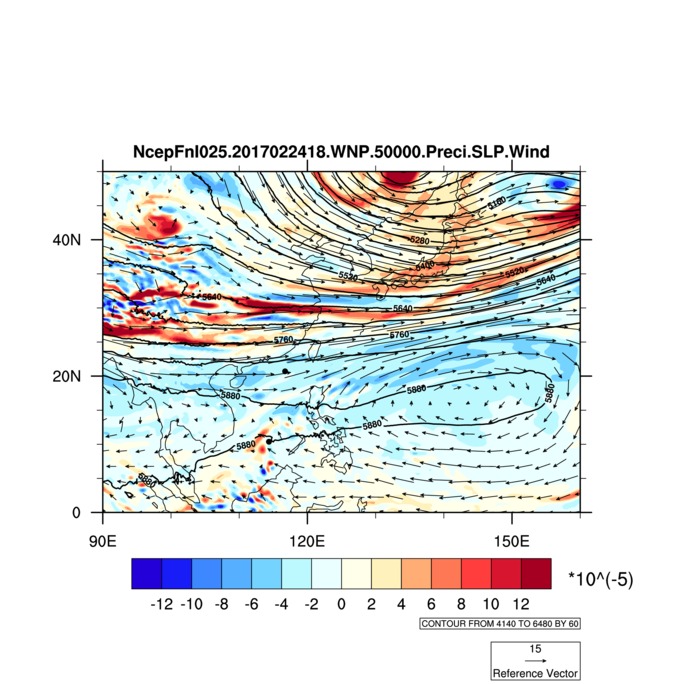 NcepFnl025.2017022418.WNP.50000.Preci.SLP.Wind
5160
40N
5280
5400
5520
5520
5640
5640
5640
5760
5760
20N
5880
5880
5880
5880
5880
5880
0
90E 120E 150E
-12 -10 -8 -6 -4 -2 0 2 4 6 8 10 12
*10^(-5)
CONTOUR FROM 4140 TO 6480 BY 60
15
Reference Vector